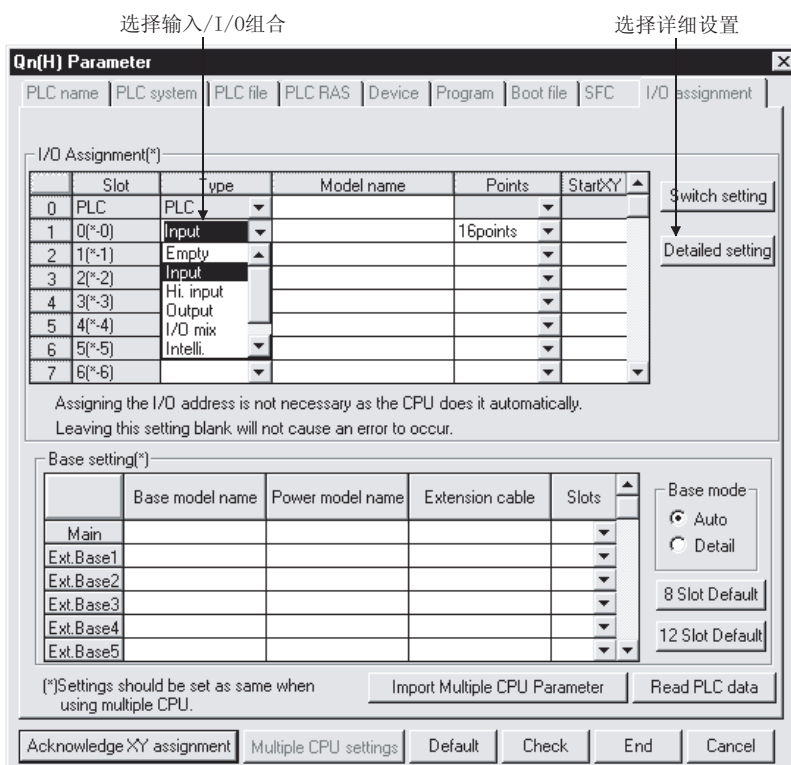 选择输入/I/O组合
选择详细设置
Qn(H) Parameter
PLC name PLC system PLC file PLC RAS Device Program Boot file SFC I/O assignment
I/O Assignment(*)
Slot Type Model name Points StartXY
Switch setting
0 PLC PLC
1 0(*-0) Input 16points
Detailed setting
2 1(*-1) Empty
3 2(*-2) Input
Hi. input
4 3(*-3) Output
5 4(*-4) I/O mix
6 5(*-5) Intelli.
7 6(*-6)
Assigning the I/O address is not necessary as the CPU does it automatically.
Leaving this setting blank will not cause an error to occur.
Base setting(*)
Base model name Power model name Extension cable Slots
Base mode
Auto
Detail
Main
Ext.Base1
Ext.Base2
Ext.Base3
Ext.Base4
Ext.Base5
8 Slot Default
12 Slot Default
(*)Settings should be set as same when
using multiple CPU.
Import Multiple CPU Parameter Read PLC data
Acknowledge XY assignment Multiple CPU settings Default Check End Cancel